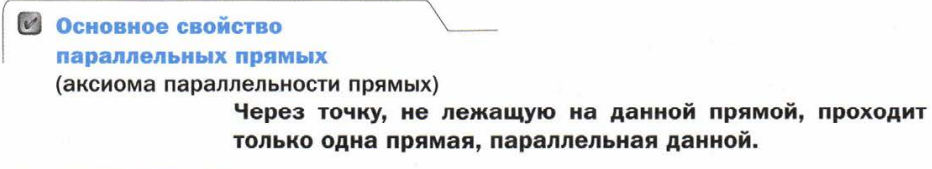 Основное свойство
параллельных прямых
(аксиома параллельности прямых)
Через точку, не лежащую на данной прямой, проходит
только одна прямая, параллельная данной.